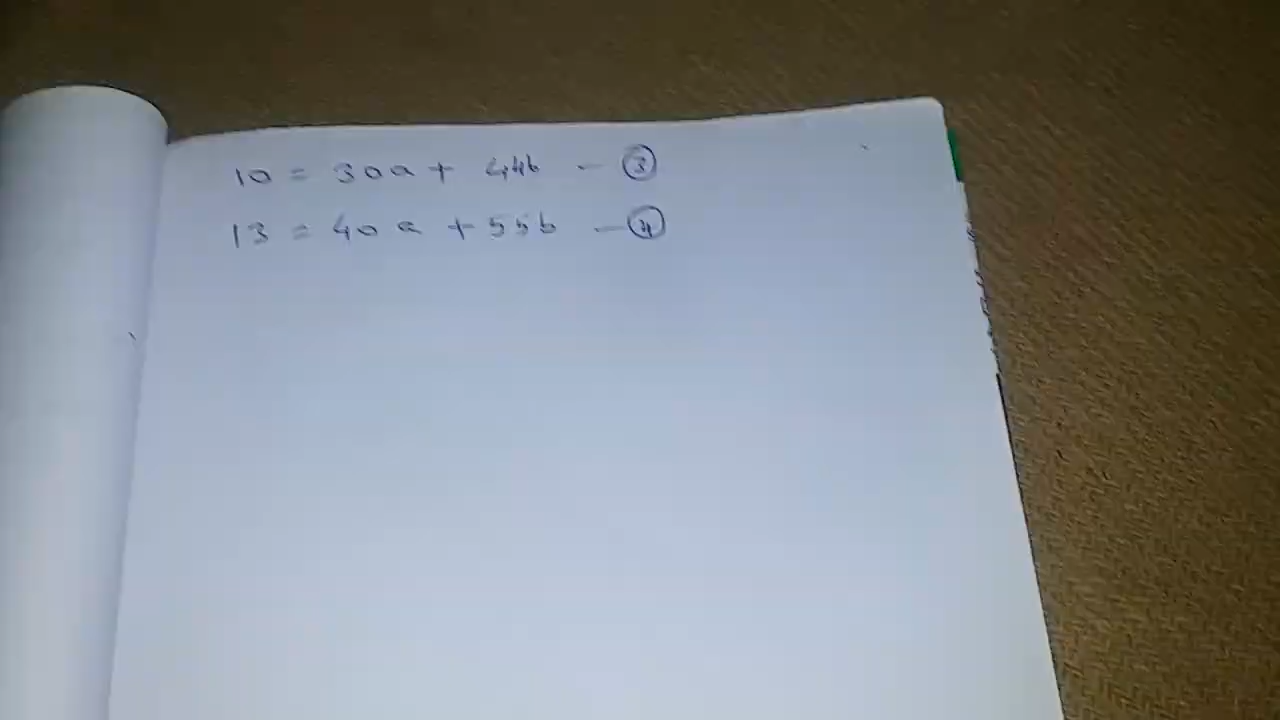 10 = 30a + 44b - ③
13 = 40a + 55b - ④